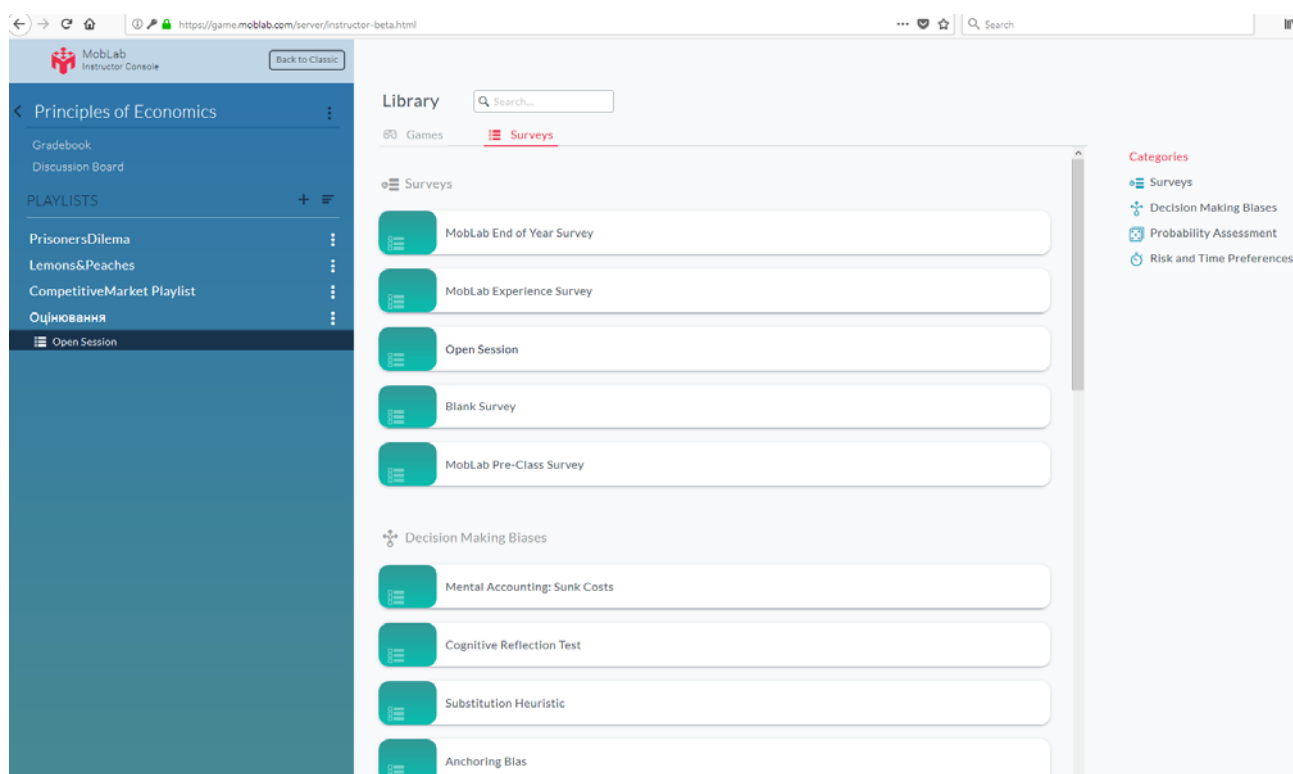 https://game.moblab.com/server/instructor-beta.html
Search
MobLab
Instructor Console
Back to Classic
Principles of Economics
Gradebook
Discussion Board
PLAYLISTS
PrisonersDilema
Lemons&Peaches
CompetitiveMarket Playlist
Оцінювання
Open Session
Library
Search...
Games
Surveys
Surveys
MobLab End of Year Survey
MobLab Experience Survey
Open Session
Blank Survey
MobLab Pre-Class Survey
Decision Making Biases
Mental Accounting: Sunk Costs
Cognitive Reflection Test
Substitution Heuristic
Anchoring Bias
Categories
Surveys
Decision Making Biases
Probability Assessment
Risk and Time Preferences